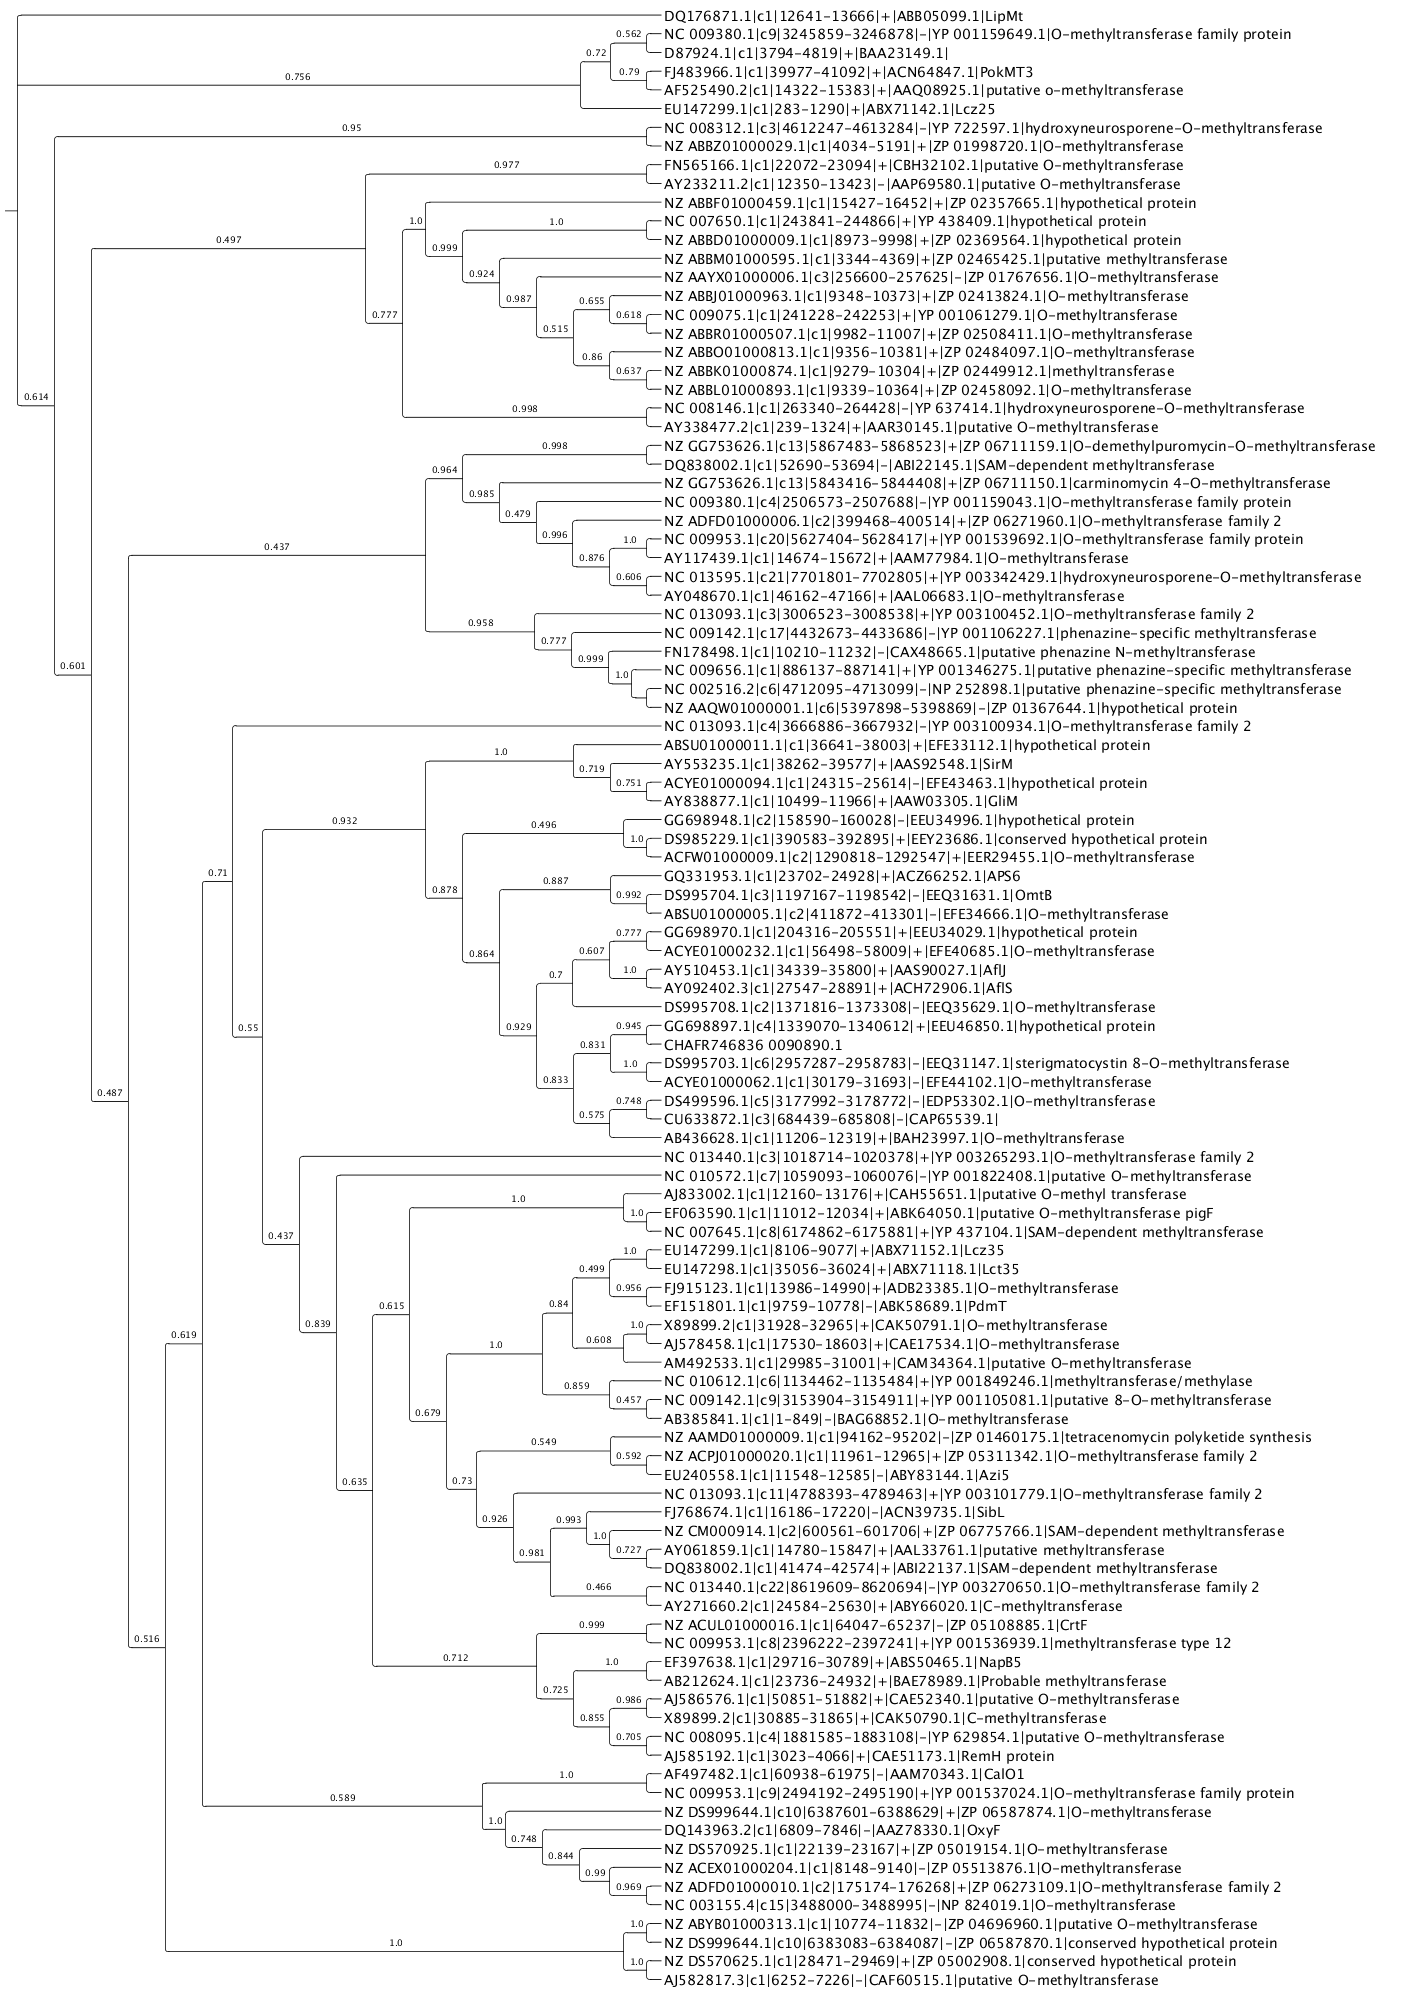 DQ176871.1|c1|12641-13666|+|ABB05099.1|LipMt
0.562 NC 009380.1|c9|3245859-3246878|-|YP 001159649.1|O-methyltransferase family protein
0.72 D87924.1|c1|3794-4819|+|BAA23149.1|
0.756 0.79 FJ483966.1|c1|39977-41092|+|ACN64847.1|PokMT3
AF525490.2|c1|14322-15383|+|AAQ08925.1|putative o-methyltransferase
EU147299.1|c1|283-1290|+|ABX71142.1|Lcz25
0.95 NC 008312.1|c3|4612247-4613284|-|YP 722597.1|hydroxyneurosporene-O-methyltransferase
NZ ABBZ01000029.1|c1|4034-5191|+|ZP 01998720.1|O-methyltransferase
0.977 FN565166.1|c1|22072-23094|+|CBH32102.1|putative O-methyltransferase
AY233211.2|c1|12350-13423|-|AAP69580.1|putative O-methyltransferase
NZ ABBF01000459.1|c1|15427-16452|+|ZP 02357665.1|hypothetical protein
1.0 1.0 NC 007650.1|c1|243841-244866|+|YP 438409.1|hypothetical protein
0.497 0.999 NZ ABBD01000009.1|c1|8973-9998|+|ZP 02369564.1|hypothetical protein
NZ ABBM01000595.1|c1|3344-4369|+|ZP 02465425.1|putative methyltransferase
0.924 NZ AAYX01000006.1|c3|256600-257625|-|ZP 01767656.1|O-methyltransferase
0.987 0.655 NZ ABBJ01000963.1|c1|9348-10373|+|ZP 02413824.1|O-methyltransferase
0.777 0.618 NC 009075.1|c1|241228-242253|+|YP 001061279.1|O-methyltransferase
0.515 NZ ABBR01000507.1|c1|9982-11007|+|ZP 02508411.1|O-methyltransferase
0.86 NZ ABBO01000813.1|c1|9356-10381|+|ZP 02484097.1|O-methyltransferase
0.637 NZ ABBK01000874.1|c1|9279-10304|+|ZP 02449912.1|methyltransferase
0.614 NZ ABBL01000893.1|c1|9339-10364|+|ZP 02458092.1|O-methyltransferase
0.998 NC 008146.1|c1|263340-264428|-|YP 637414.1|hydroxyneurosporene-O-methyltransferase
AY338477.2|c1|239-1324|+|AAR30145.1|putative O-methyltransferase
0.998 NZ GG753626.1|c13|5867483-5868523|+|ZP 06711159.1|O-demethylpuromycin-O-methyltransferase
0.964 DQ838002.1|c1|52690-53694|-|ABI22145.1|SAM-dependent methyltransferase
0.985 NZ GG753626.1|c13|5843416-5844408|+|ZP 06711150.1|carminomycin 4-O-methyltransferase
0.479 NC 009380.1|c4|2506573-2507688|-|YP 001159043.1|O-methyltransferase family protein
0.996 NZ ADFD01000006.1|c2|399468-400514|+|ZP 06271960.1|O-methyltransferase family 2
0.437 1.0 NC 009953.1|c20|5627404-5628417|+|YP 001539692.1|O-methyltransferase family protein
0.876 AY117439.1|c1|14674-15672|+|AAM77984.1|O-methyltransferase
0.606 NC 013595.1|c21|7701801-7702805|+|YP 003342429.1|hydroxyneurosporene-O-methyltransferase
AY048670.1|c1|46162-47166|+|AAL06683.1|O-methyltransferase
0.958 NC 013093.1|c3|3006523-3008538|+|YP 003100452.1|O-methyltransferase family 2
0.777 NC 009142.1|c17|4432673-4433686|-|YP 001106227.1|phenazine-specific methyltransferase
0.601 0.999 FN178498.1|c1|10210-11232|-|CAX48665.1|putative phenazine N-methyltransferase
1.0 NC 009656.1|c1|886137-887141|+|YP 001346275.1|putative phenazine-specific methyltransferase
NC 002516.2|c6|4712095-4713099|-|NP 252898.1|putative phenazine-specific methyltransferase
NZ AAQW01000001.1|c6|5397898-5398869|-|ZP 01367644.1|hypothetical protein
NC 013093.1|c4|3666886-3667932|-|YP 003100934.1|O-methyltransferase family 2
1.0 ABSU01000011.1|c1|36641-38003|+|EFE33112.1|hypothetical protein
0.719 AY553235.1|c1|38262-39577|+|AAS92548.1|SirM
0.751 ACYE01000094.1|c1|24315-25614|-|EFE43463.1|hypothetical protein
AY838877.1|c1|10499-11966|+|AAW03305.1|GliM
0.932 0.496 GG698948.1|c2|158590-160028|-|EEU34996.1|hypothetical protein
1.0 DS985229.1|c1|390583-392895|+|EEY23686.1|conserved hypothetical protein
ACFW01000009.1|c2|1290818-1292547|+|EER29455.1|O-methyltransferase
0.71 0.878 0.887 GQ331953.1|c1|23702-24928|+|ACZ66252.1|APS6
0.992 DS995704.1|c3|1197167-1198542|-|EEQ31631.1|OmtB
ABSU01000005.1|c2|411872-413301|-|EFE34666.1|O-methyltransferase
0.777 GG698970.1|c1|204316-205551|+|EEU34029.1|hypothetical protein
0.864 0.607 ACYE01000232.1|c1|56498-58009|+|EFE40685.1|O-methyltransferase
0.7 1.0 AY510453.1|c1|34339-35800|+|AAS90027.1|AflJ
AY092402.3|c1|27547-28891|+|ACH72906.1|AflS
DS995708.1|c2|1371816-1373308|-|EEQ35629.1|O-methyltransferase
0.55 0.929 0.945 GG698897.1|c4|1339070-1340612|+|EEU46850.1|hypothetical protein
0.831 CHAFR746836 0090890.1
1.0 DS995703.1|c6|2957287-2958783|-|EEQ31147.1|sterigmatocystin 8-O-methyltransferase
0.833 ACYE01000062.1|c1|30179-31693|-|EFE44102.1|O-methyltransferase
0.487 0.748 DS499596.1|c5|3177992-3178772|-|EDP53302.1|O-methyltransferase
0.575 CU633872.1|c3|684439-685808|-|CAP65539.1|
AB436628.1|c1|11206-12319|+|BAH23997.1|O-methyltransferase
NC 013440.1|c3|1018714-1020378|+|YP 003265293.1|O-methyltransferase family 2
NC 010572.1|c7|1059093-1060076|-|YP 001822408.1|putative O-methyltransferase
1.0 AJ833002.1|c1|12160-13176|+|CAH55651.1|putative O-methyl transferase
1.0 EF063590.1|c1|11012-12034|+|ABK64050.1|putative O-methyltransferase pigF
0.437 NC 007645.1|c8|6174862-6175881|+|YP 437104.1|SAM-dependent methyltransferase
1.0 EU147299.1|c1|8106-9077|+|ABX71152.1|Lcz35
0.499 EU147298.1|c1|35056-36024|+|ABX71118.1|Lct35
0.956 FJ915123.1|c1|13986-14990|+|ADB23385.1|O-methyltransferase
0.615 0.84 EF151801.1|c1|9759-10778|-|ABK58689.1|PdmT
0.839 1.0 X89899.2|c1|31928-32965|+|CAK50791.1|O-methyltransferase
0.619 1.0 0.608 AJ578458.1|c1|17530-18603|+|CAE17534.1|O-methyltransferase
AM492533.1|c1|29985-31001|+|CAM34364.1|putative O-methyltransferase
0.859 NC 010612.1|c6|1134462-1135484|+|YP 001849246.1|methyltransferase/methylase
0.457 NC 009142.1|c9|3153904-3154911|+|YP 001105081.1|putative 8-O-methyltransferase
0.679 AB385841.1|c1|1-849|-|BAG68852.1|O-methyltransferase
0.549 NZ AAMD01000009.1|c1|94162-95202|-|ZP 01460175.1|tetracenomycin polyketide synthesis
0.592 NZ ACPJ01000020.1|c1|11961-12965|+|ZP 05311342.1|O-methyltransferase family 2
0.635 0.73 EU240558.1|c1|11548-12585|-|ABY83144.1|Azi5
NC 013093.1|c11|4788393-4789463|+|YP 003101779.1|O-methyltransferase family 2
0.926 0.993 FJ768674.1|c1|16186-17220|-|ACN39735.1|SibL
1.0 NZ CM000914.1|c2|600561-601706|+|ZP 06775766.1|SAM-dependent methyltransferase
0.981 0.727 AY061859.1|c1|14780-15847|+|AAL33761.1|putative methyltransferase
DQ838002.1|c1|41474-42574|+|ABI22137.1|SAM-dependent methyltransferase
0.466 NC 013440.1|c22|8619609-8620694|-|YP 003270650.1|O-methyltransferase family 2
AY271660.2|c1|24584-25630|+|ABY66020.1|C-methyltransferase
0.999 NZ ACUL01000016.1|c1|64047-65237|-|ZP 05108885.1|CrtF
0.516 NC 009953.1|c8|2396222-2397241|+|YP 001536939.1|methyltransferase type 12
0.712 1.0 EF397638.1|c1|29716-30789|+|ABS50465.1|NapB5
0.725 AB212624.1|c1|23736-24932|+|BAE78989.1|Probable methyltransferase
0.986 AJ586576.1|c1|50851-51882|+|CAE52340.1|putative O-methyltransferase
0.855 X89899.2|c1|30885-31865|+|CAK50790.1|C-methyltransferase
0.705 NC 008095.1|c4|1881585-1883108|-|YP 629854.1|putative O-methyltransferase
AJ585192.1|c1|3023-4066|+|CAE51173.1|RemH protein
1.0 AF497482.1|c1|60938-61975|-|AAM70343.1|CalO1
0.589 NC 009953.1|c9|2494192-2495190|+|YP 001537024.1|O-methyltransferase family protein
1.0 NZ DS999644.1|c10|6387601-6388629|+|ZP 06587874.1|O-methyltransferase
0.748 DQ143963.2|c1|6809-7846|-|AAZ78330.1|OxyF
0.844 NZ DS570925.1|c1|22139-23167|+|ZP 05019154.1|O-methyltransferase
0.99 NZ ACEX01000204.1|c1|8148-9140|-|ZP 05513876.1|O-methyltransferase
0.969 NZ ADFD01000010.1|c2|175174-176268|+|ZP 06273109.1|O-methyltransferase family 2
NC 003155.4|c15|3488000-3488995|-|NP 824019.1|O-methyltransferase
1.0 NZ ABYB01000313.1|c1|10774-11832|-|ZP 04696960.1|putative O-methyltransferase
1.0 NZ DS999644.1|c10|6383083-6384087|-|ZP 06587870.1|conserved hypothetical protein
1.0 NZ DS570625.1|c1|28471-29469|+|ZP 05002908.1|conserved hypothetical protein
AJ582817.3|c1|6252-7226|-|CAF60515.1|putative O-methyltransferase